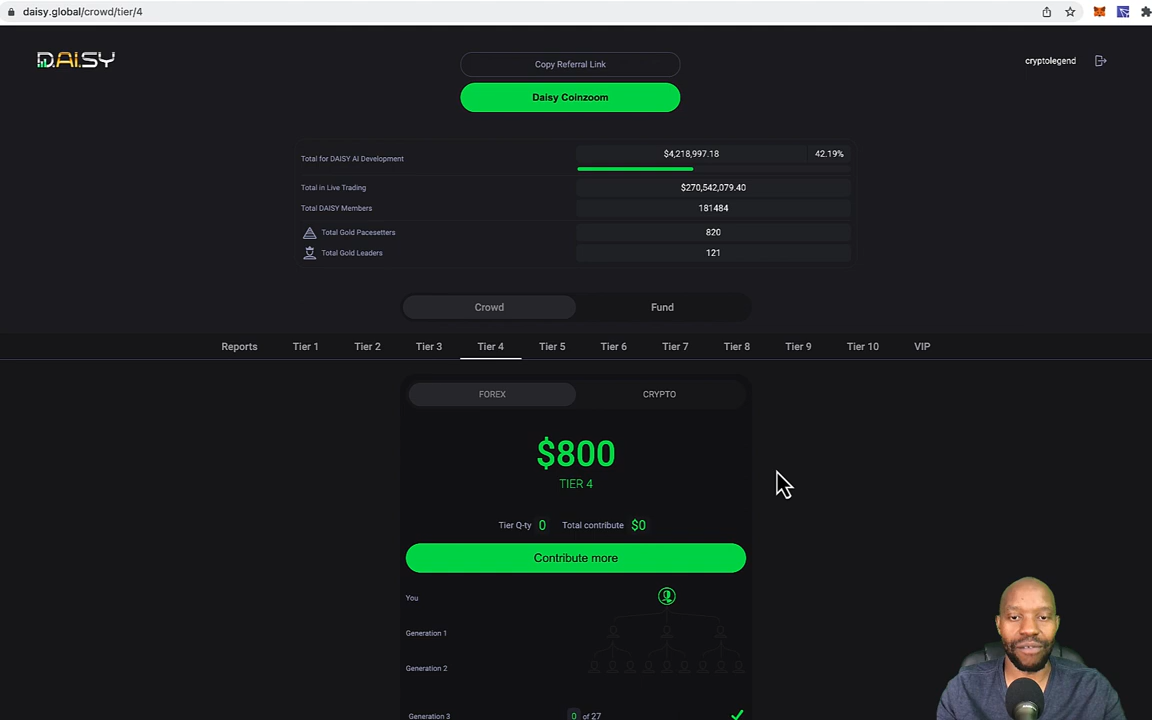 daisy.global/crowd/tier/4
DAiSY
Copy Referral Link
cryptolegend
Daisy Coinzoom
Total for DAISY AI Development $4,218,997.18 42.19%
Total in Live Trading $270,542,079.40
Total DAISY Members 181484
Total Gold Pacesetters 820
Total Gold Leaders 121
Crowd Fund
Reports Tier 1 Tier 2 Tier 3 Tier 4 Tier 5 Tier 6 Tier 7 Tier 8 Tier 9 Tier 10 VIP
FOREX CRYPTO
$800
TIER 4
Tier Q-ty 0 Total contribute $0
Contribute more
You
Generation 1
Generation 2
Generation 3 0 of 27